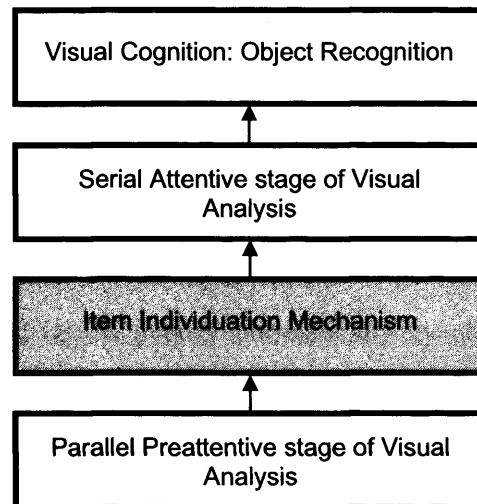 Visual Cognition: Object Recognition
Serial Attentive stage of Visual
Analysis
Item Individuation Mechanism
Parallel Preattentive stage of Visual
Analysis